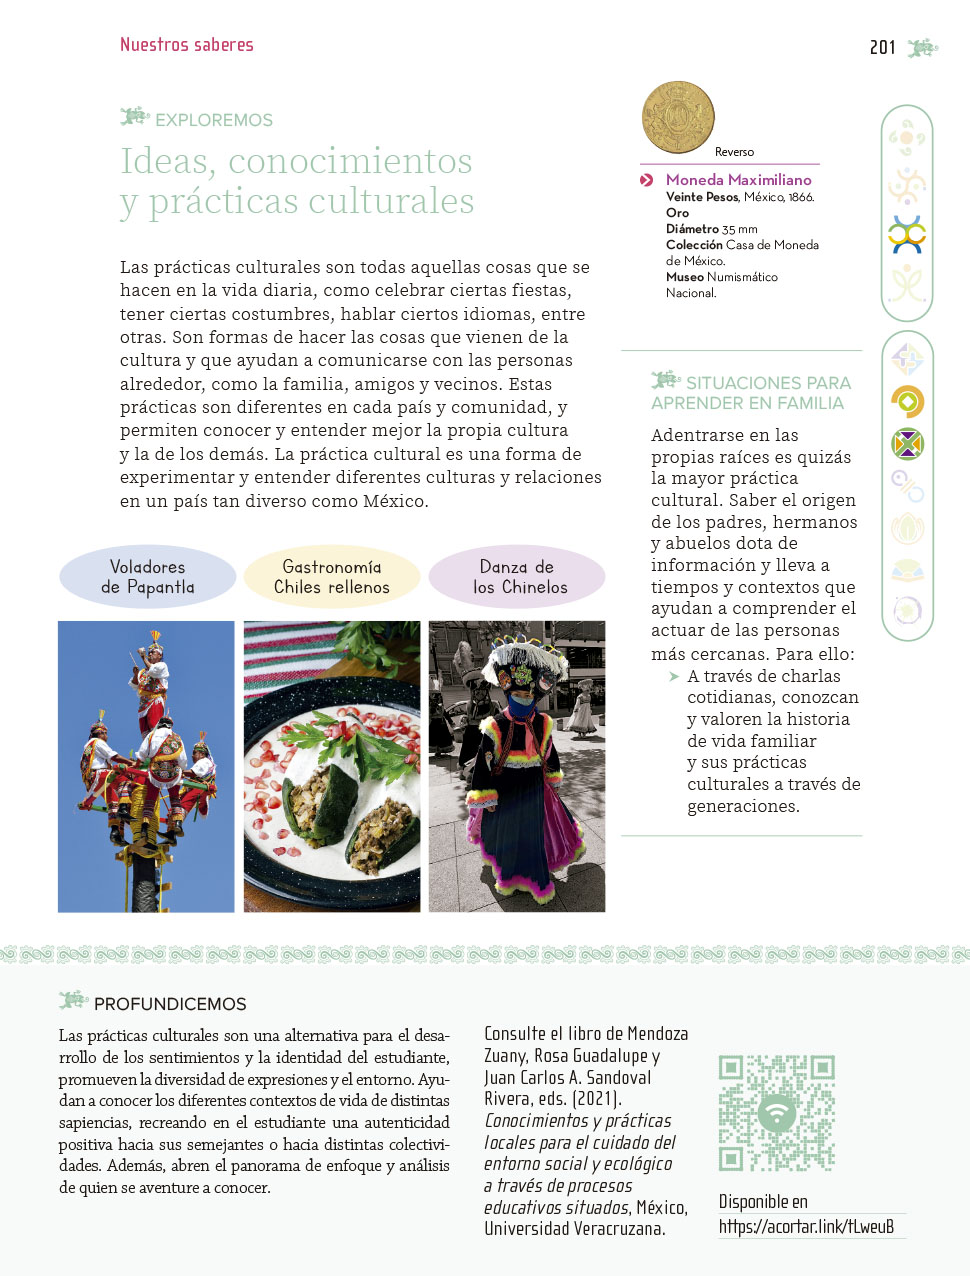 Nuestros saberes
201
EXPLOREMOS
Ideas, conocimientos
y prácticas culturales
Las prácticas culturales son todas aquellas cosas que se
hacen en la vida diaria, como celebrar ciertas fiestas,
tener ciertas costumbres, hablar ciertos idiomas, entre
otras. Son formas de hacer las cosas que vienen de la
cultura y que ayudan a comunicarse con las personas
alrededor, como la familia, amigos y vecinos. Estas
prácticas son diferentes en cada país y comunidad, y
permiten conocer y entender mejor la propia cultura
y la de los demás. La práctica cultural es una forma de
experimentar y entender diferentes culturas y relaciones
en un país tan diverso como México.
Voladores
de Papantla
Gastronomía
Chiles rellenos
Danza de
los Chinelos
Reverso
Moneda Maximiliano
Veinte Pesos, México, 1866.
Oro
Diámetro 35 mm
Colección Casa de Moneda
de México.
Museo Numismático
Nacional.
SITUACIONES PARA
APRENDER EN FAMILIA
Adentrarse en las
propias raíces es quizás
la mayor práctica
cultural. Saber el origen
de los padres, hermanos
y abuelos dota de
información y lleva a
tiempos y contextos que
ayudan a comprender el
actuar de las personas
más cercanas. Para ello:
A través de charlas
cotidianas, conozcan
y valoren la historia
de vida familiar
y sus prácticas
culturales a través de
generaciones.
PROFUNDICEMOS
Las prácticas culturales son una alternativa para el desa-
rrollo de los sentimientos y la identidad del estudiante,
promueven la diversidad de expresiones y el entorno. Ayu-
dan a conocer los diferentes contextos de vida de distintas
sapiencias, recreando en el estudiante una autenticidad
positiva hacia sus semejantes o hacia distintas colectivi-
dades. Además, abren el panorama de enfoque y análisis
de quien se aventure a conocer.
Consulte el libro de Mendoza
Zuany, Rosa Guadalupe y
Juan Carlos A. Sandoval
Rivera, eds. (2021).
Conocimientos y prácticas
locales para el cuidado del
entorno social y ecológico
a través de procesos
educativos situados, México,
Universidad Veracruzana.
Disponible en
https://acortar.link/tLweuB